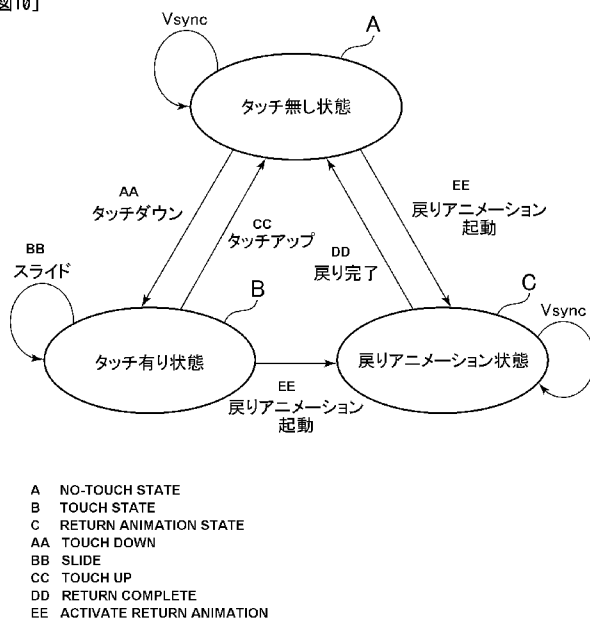 図10]
Vsync
A
タッチ無し状態
AA
タッチダウン
CC
タッチアップ
EE
戻りアニメーション
起動
DD
戻り完了
BB
スライド
B
C
Vsync
タッチ有り状態
戻りアニメーション状態
EE
戻りアニメーション
起動
A NO-TOUCH STATE
B TOUCH STATE
C RETURN ANIMATION STATE
AA TOUCH DOWN
BB SLIDE
CC TOUCH UP
DD RETURN COMPLETE
EE ACTIVATE RETURN ANIMATION